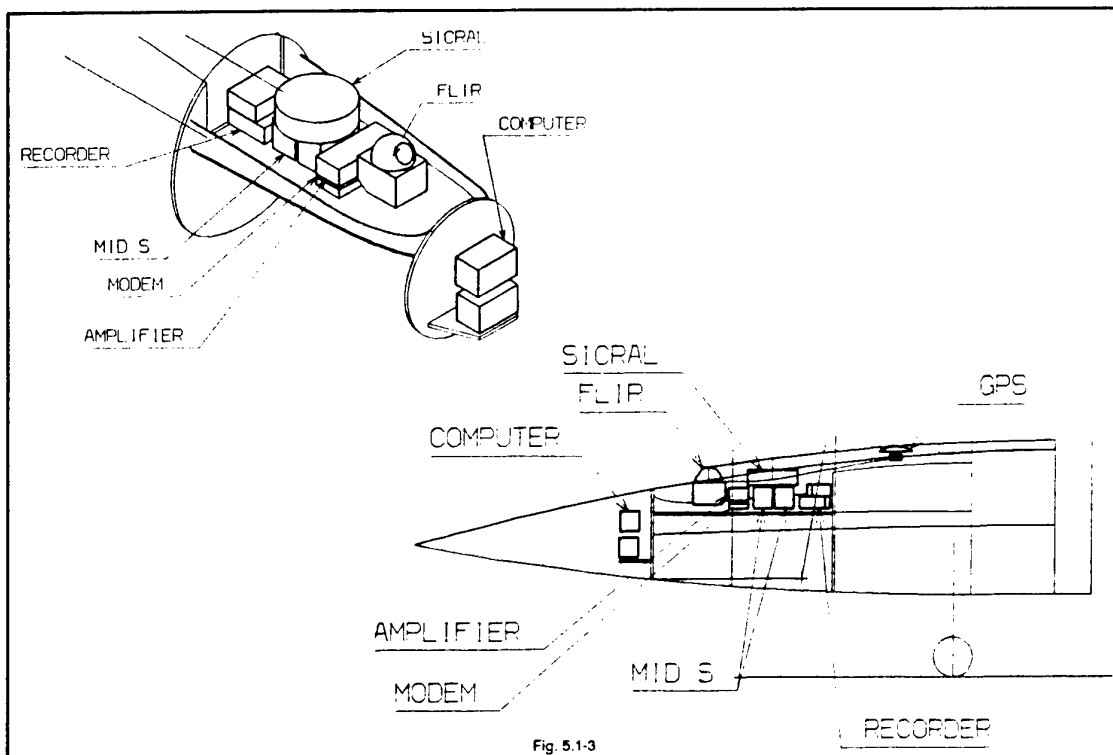 SICRAL
FLIR
COMPUTER
RECORDER
MID S
MODEM
AMPLIFIER
SICRAL
FLIR
GPS
COMPUTER
AMPLIFIER
MID S
MODEM
RECORDER
Fig. 5.1-3